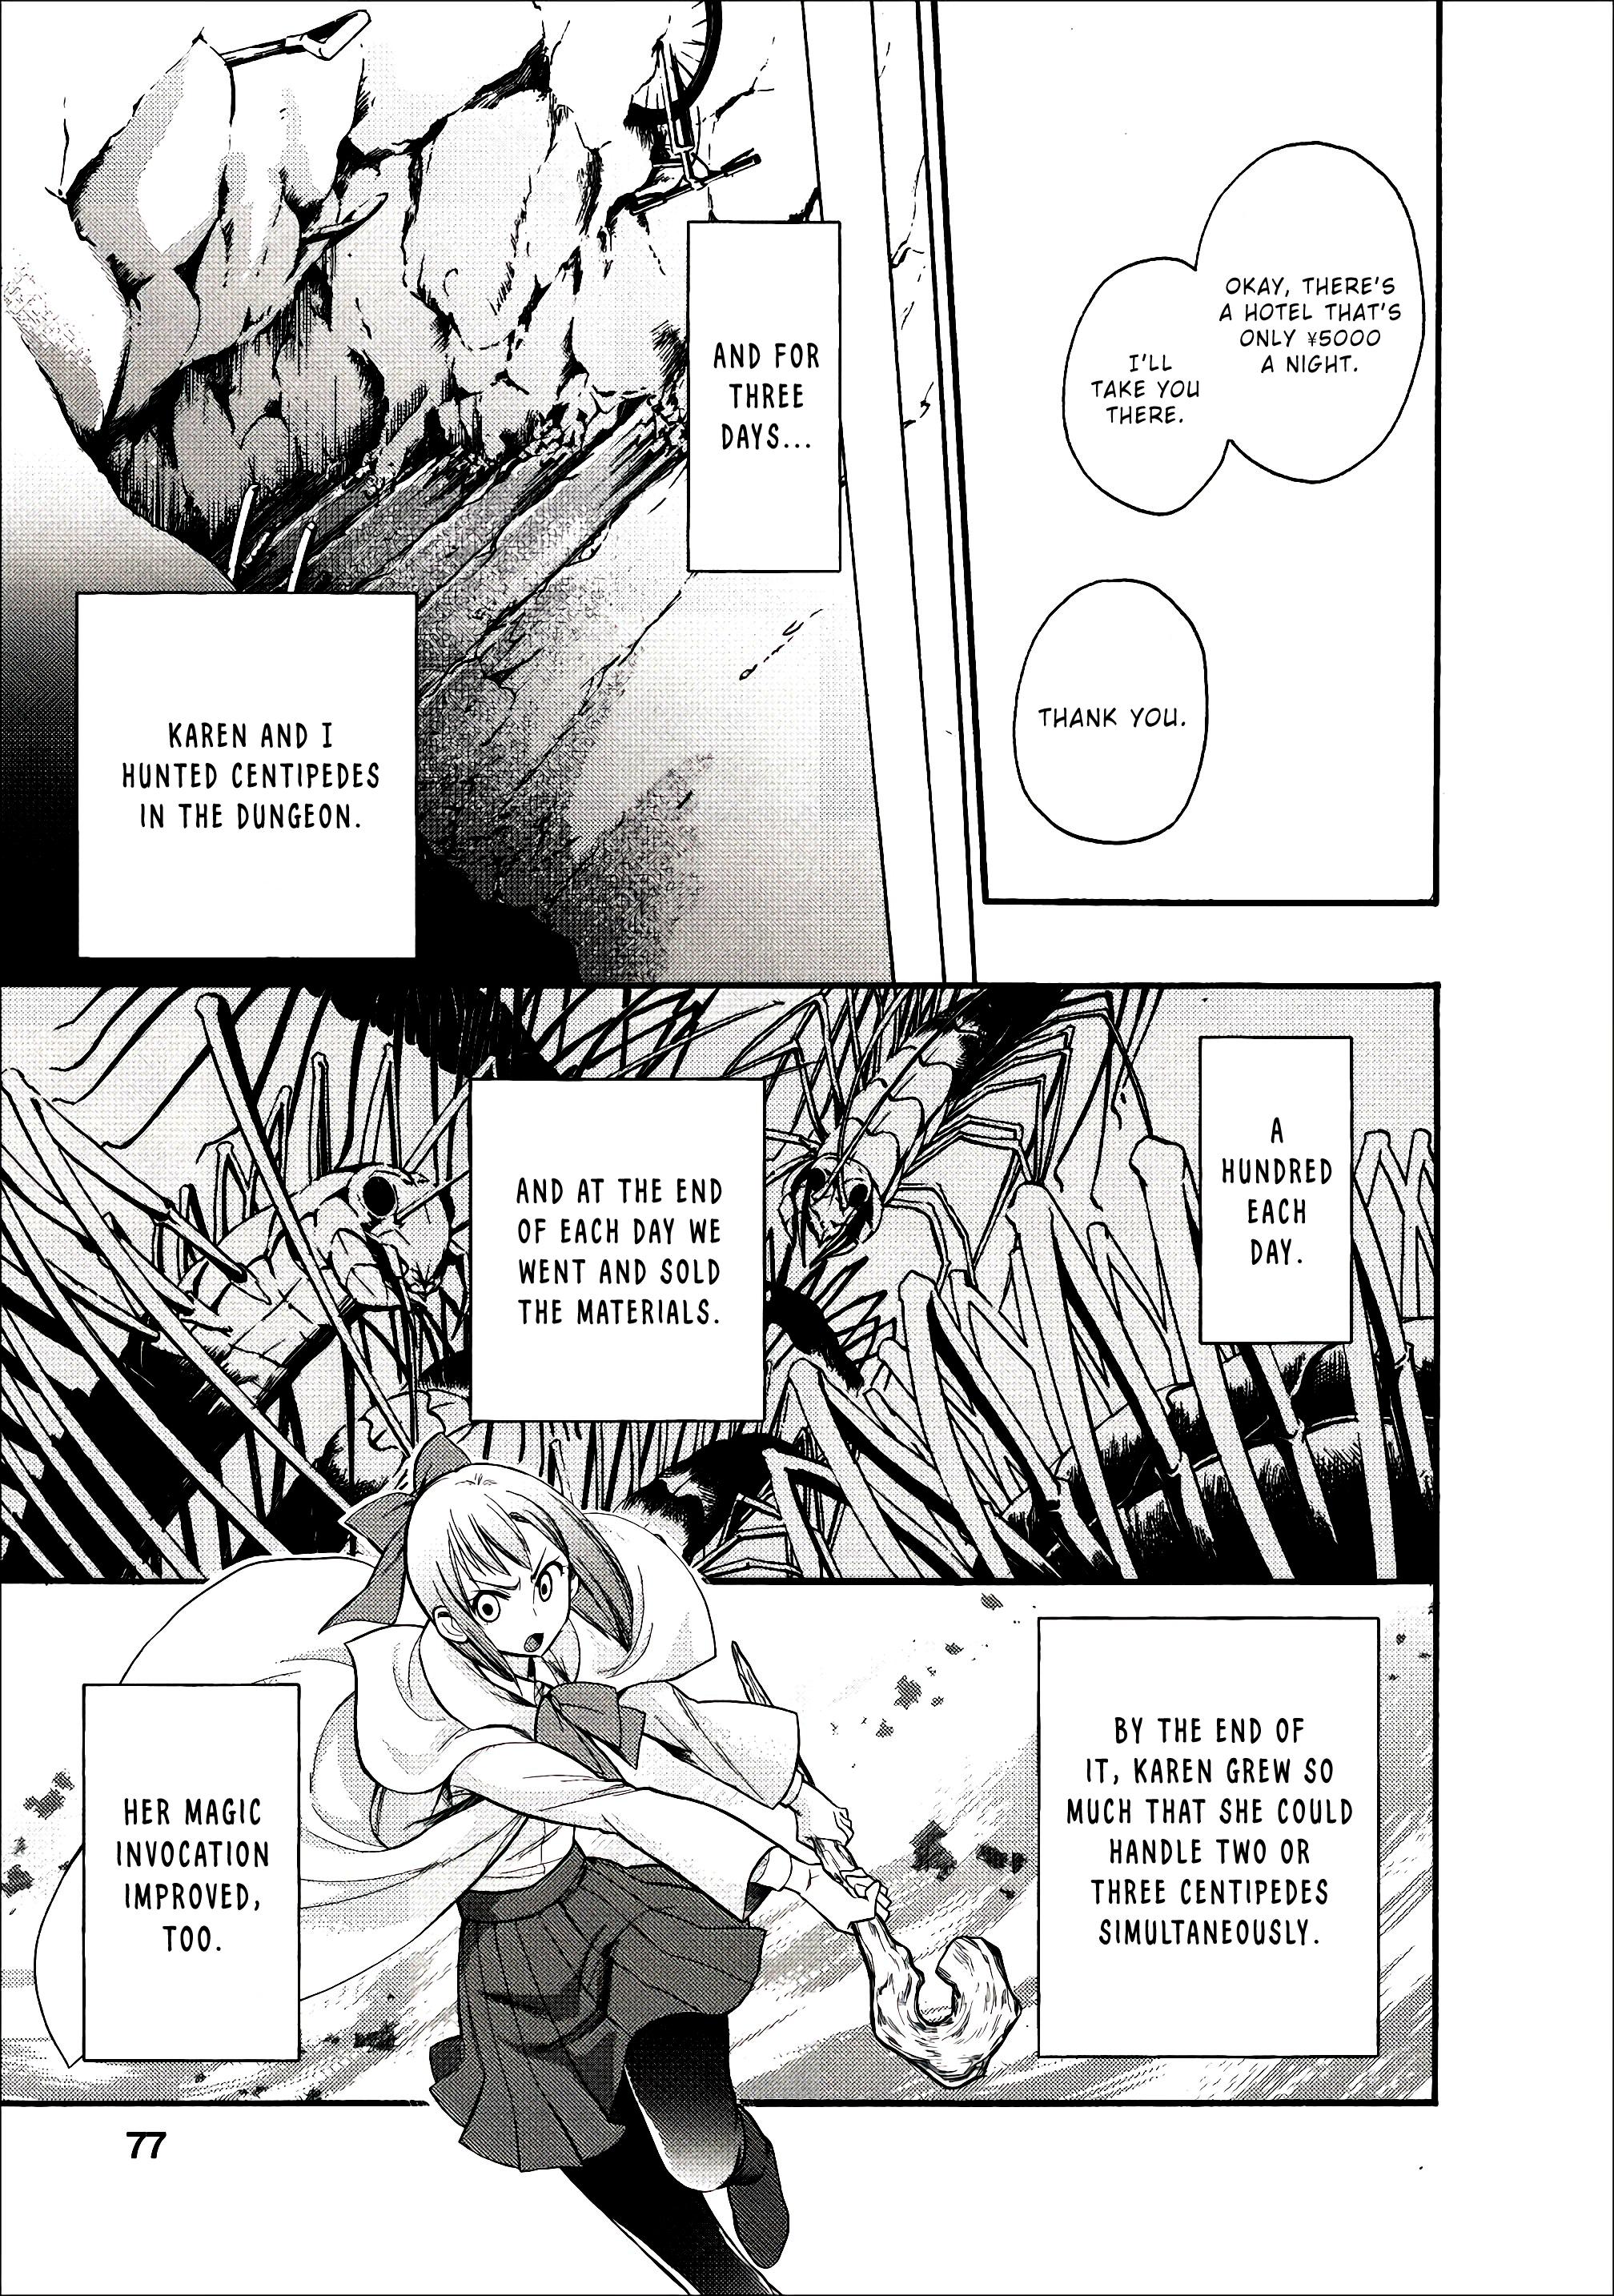 OKAY, THERE'S
A HOTEL THAT'S
ONLY ¥5000
A NIGHT.
I'LL
TAKE YOU
THERE.
THANK YOU.
AND FOR
THREE
DAYS...
KAREN AND I
HUNTED CENTIPEDES
IN THE DUNGEON.
A
HUNDRED
EACH
DAY.
AND AT THE END
OF EACH DAY WE
WENT AND SOLD
THE MATERIALS.
BY THE END OF
IT, KAREN GREW SO
MUCH THAT SHE COULD
HANDLE TWO OR
THREE CENTIPEDES
SIMULTANEOUSLY.
HER MAGIC
INVOCATION
IMPROVED,
TOO.
77